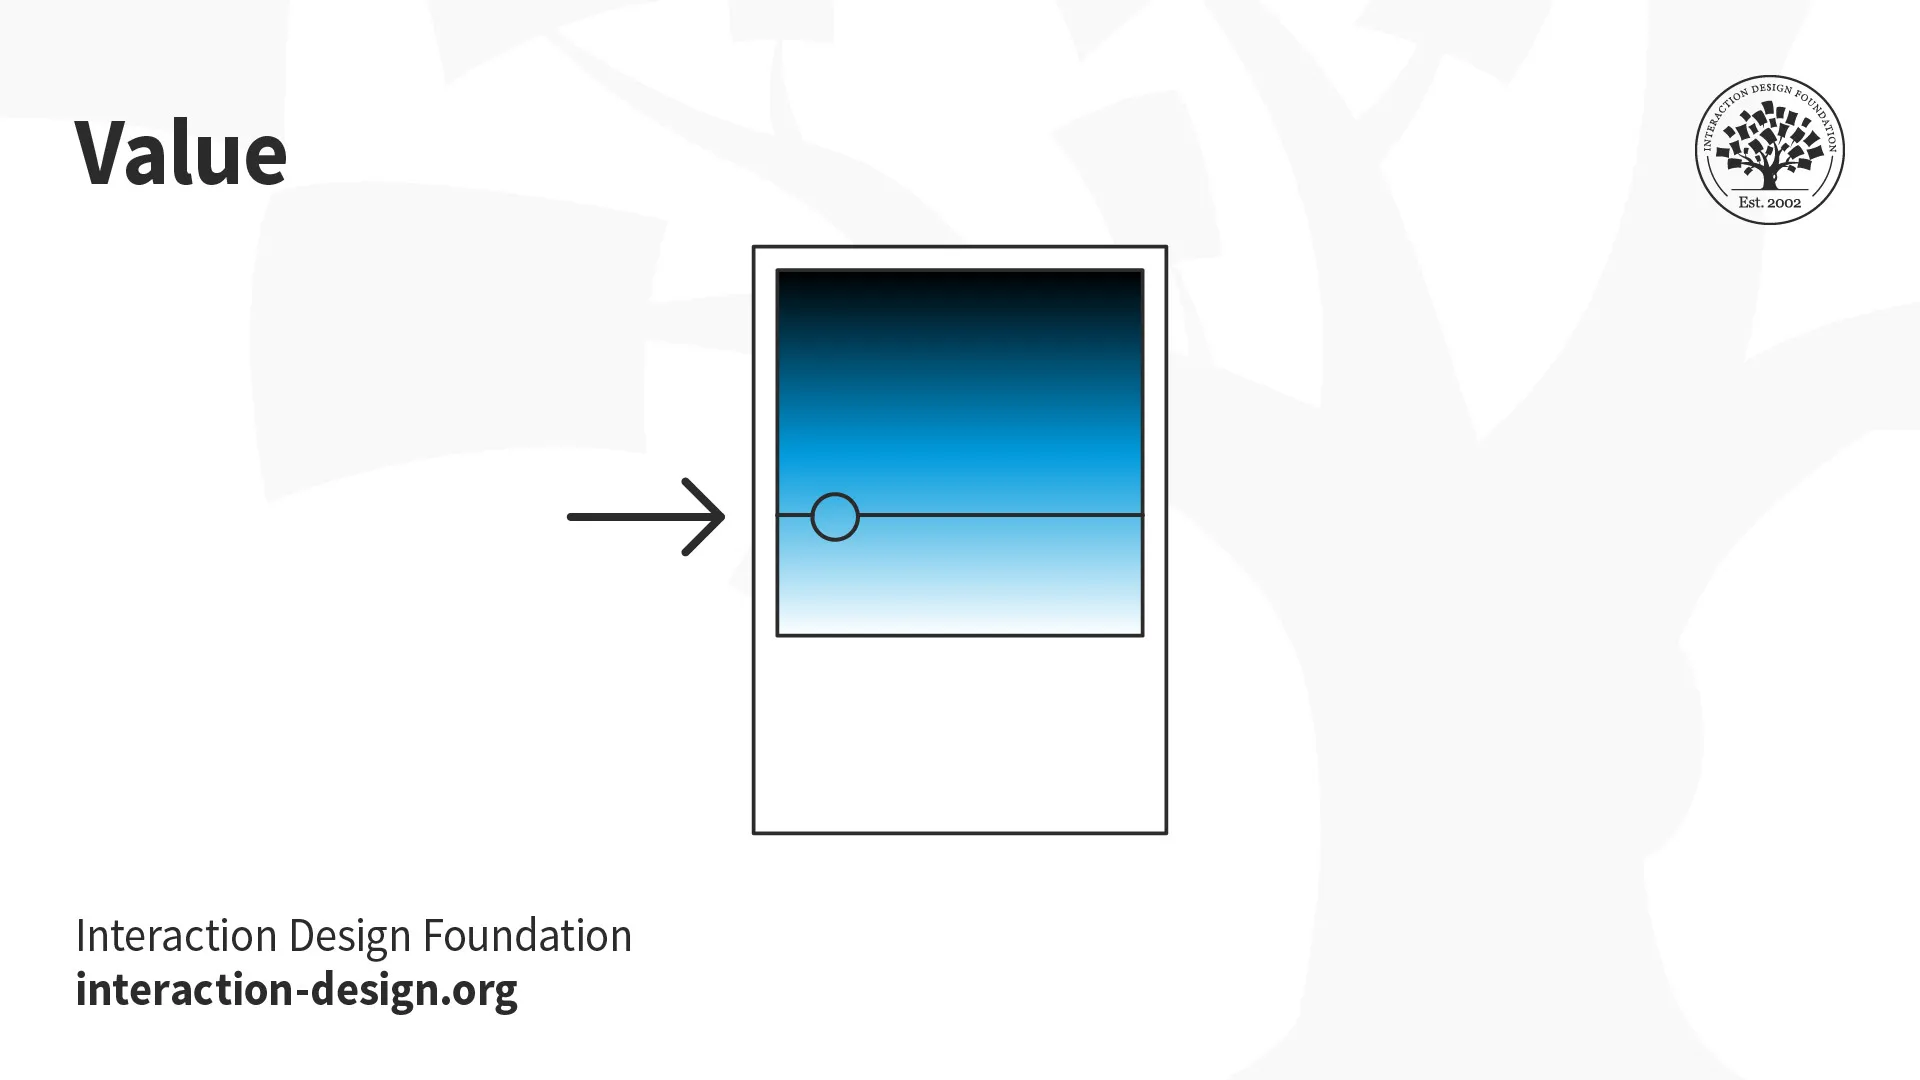 Value
INTERACTION DESIGN FOUNDATION
Est. 2002
Interaction Design Foundation
interaction-design.org